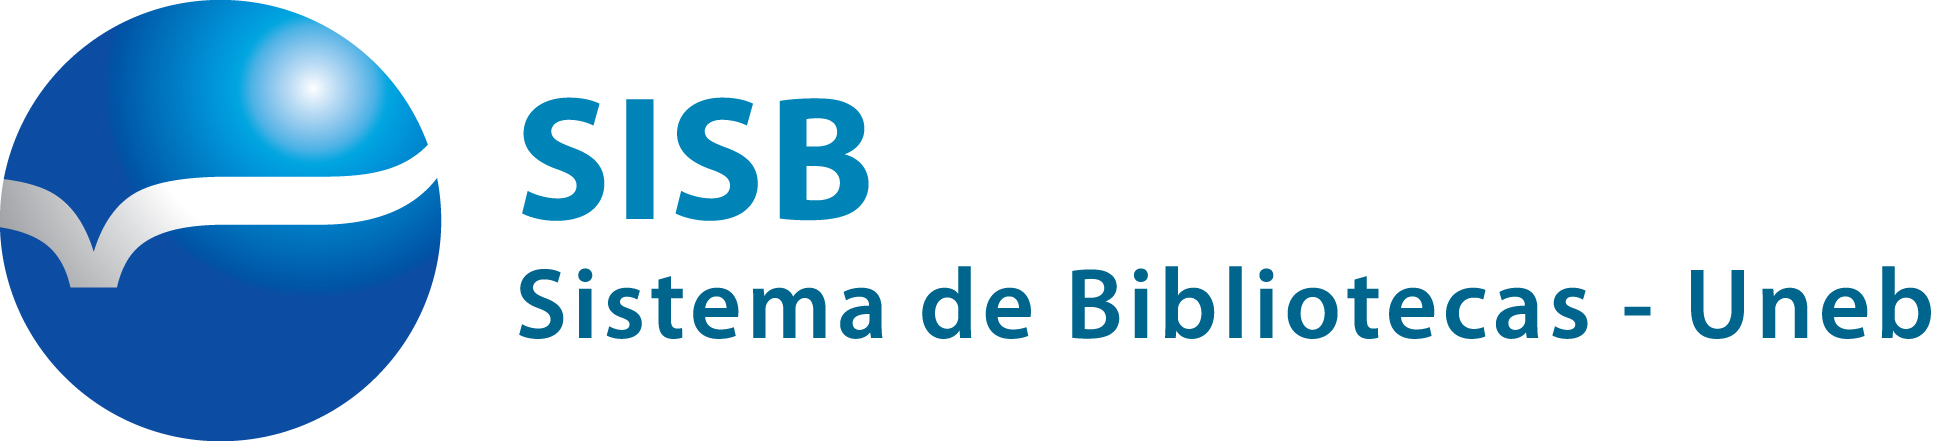 SISB
Sistema de Bibliotecas - Uneb